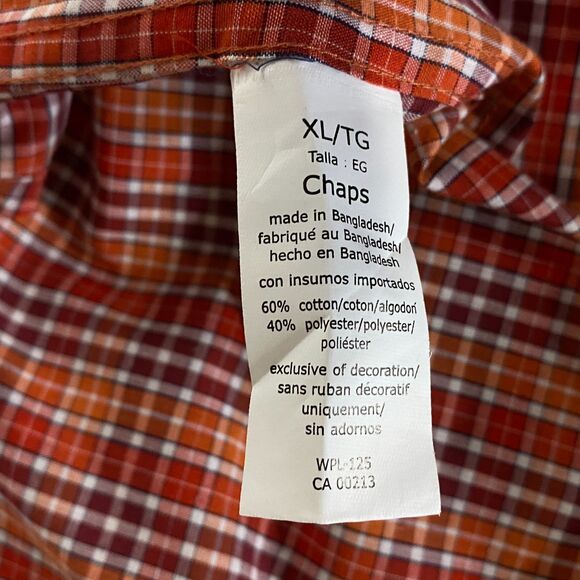 XL/TG
Talla : EG
Chaps
made in Bangladesh/
fabriqué au Bangladesh/
hecho en Bangladesh
con insumos importados
60% cotton/coton/algodón
40% polyester/polyester/
poliéster
exclusive of decoration/
sans ruban décoratif
uniquement/
sin adornos
WPL-125
CA 00213